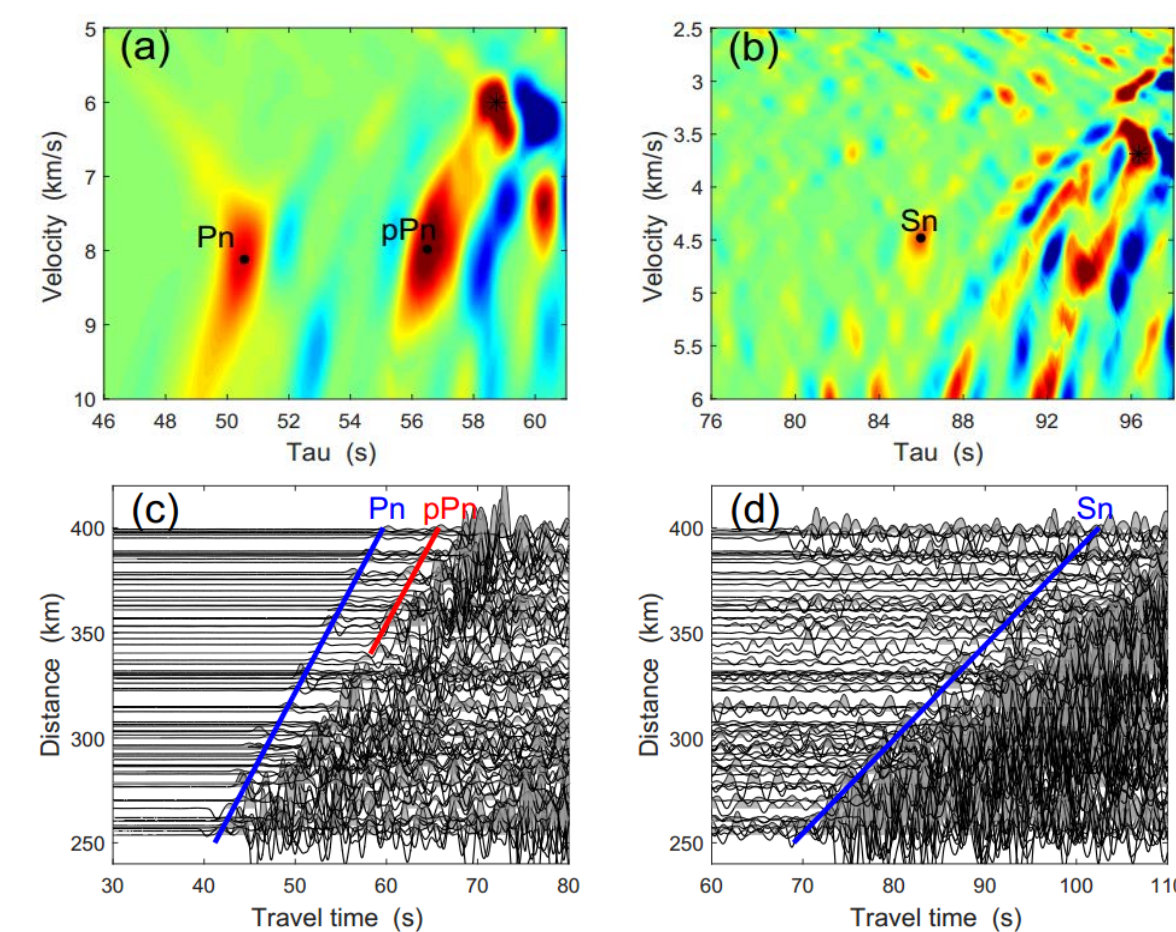 (a)
5
6
7
8
9
10
Velocity (km/s)
Pn
pPn
46 48 50 52 54 56 58 60
Tau (s)
(b)
2.5
3
3.5
4
4.5
5
5.5
6
Velocity (km/s)
Sn
76 80 84 88 92 96
Tau (s)
(c)
Pn pPn
400
350
300
250
Distance (km)
30 40 50 60 70 80
Travel time (s)
(d)
Sn
400
350
300
250
Distance (km)
60 70 80 90 100 110
Travel time (s)